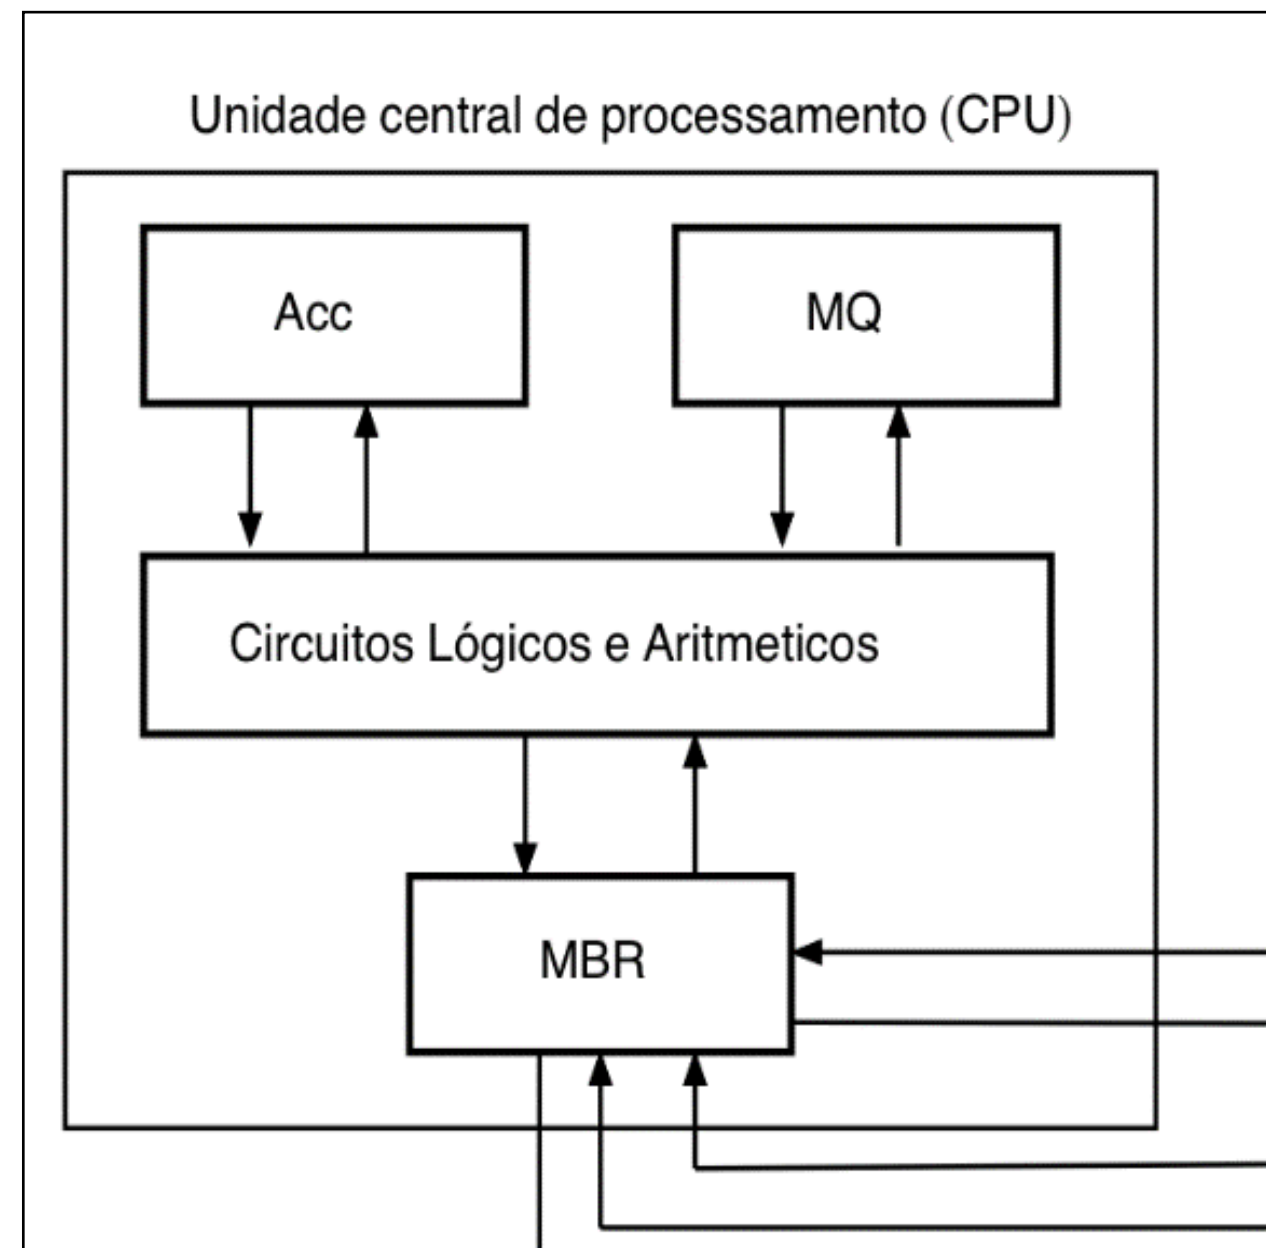 Unidade central de processamento (CPU)
Acc
MQ
Circuitos Lógicos e Aritmeticos
MBR